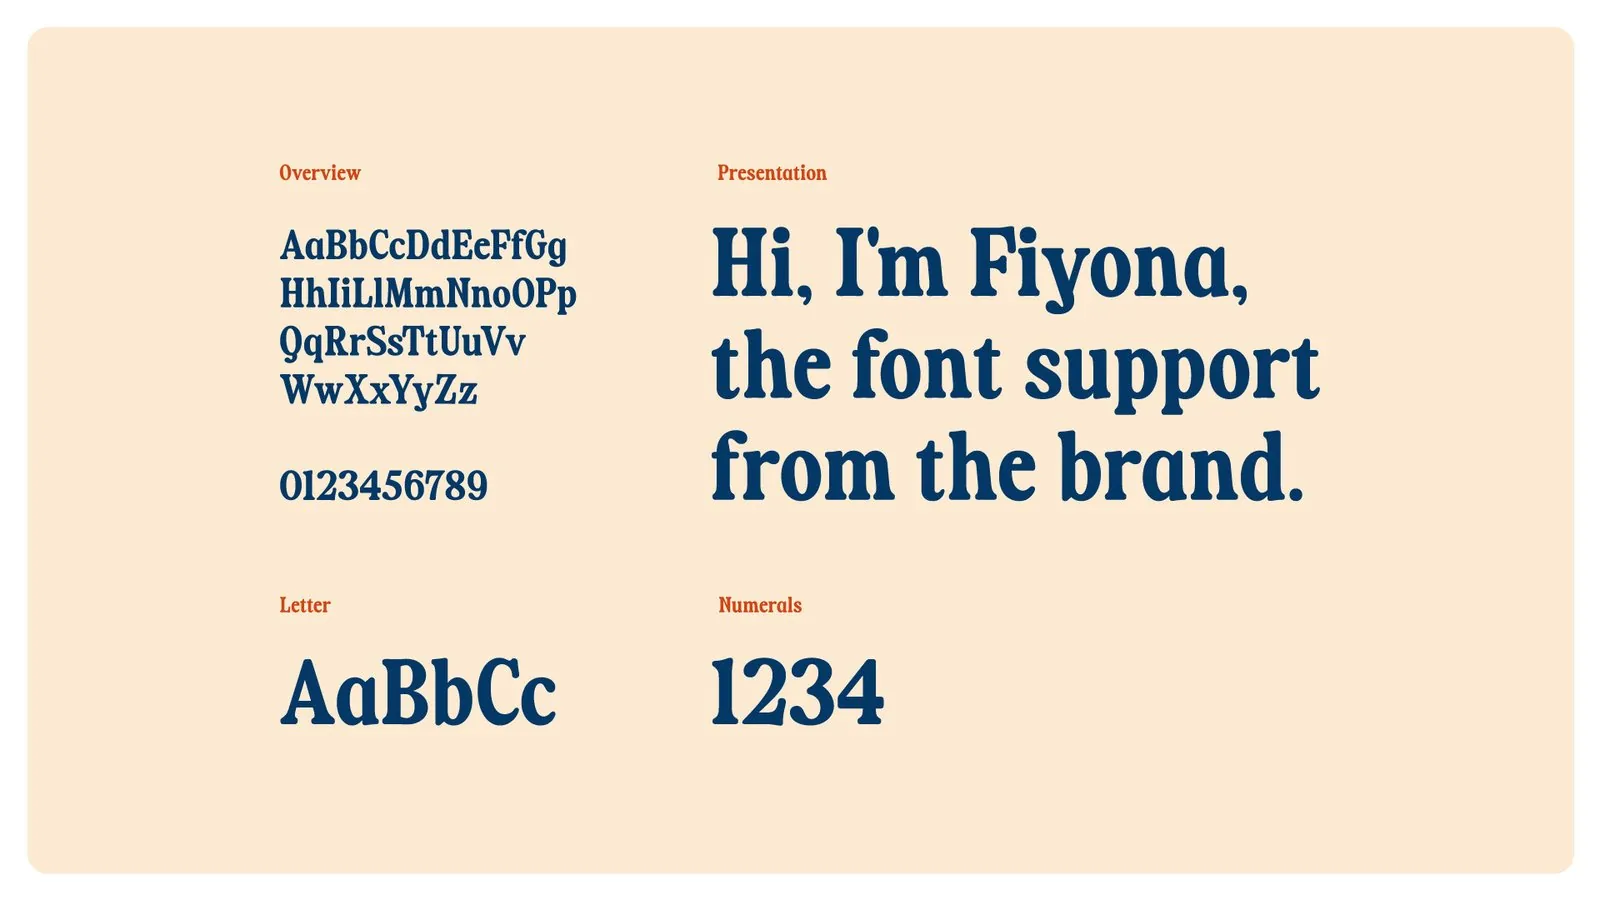 Overview
AaBbCcDdEeFfGg
HhIiLlMmNnoOPp
QqRrSsTtUuVv
WwXxYyZz
0123456789
Presentation
Hi, I'm Fiyona,
the font support
from the brand.
Letter
AaBbCc
Numerals
1234